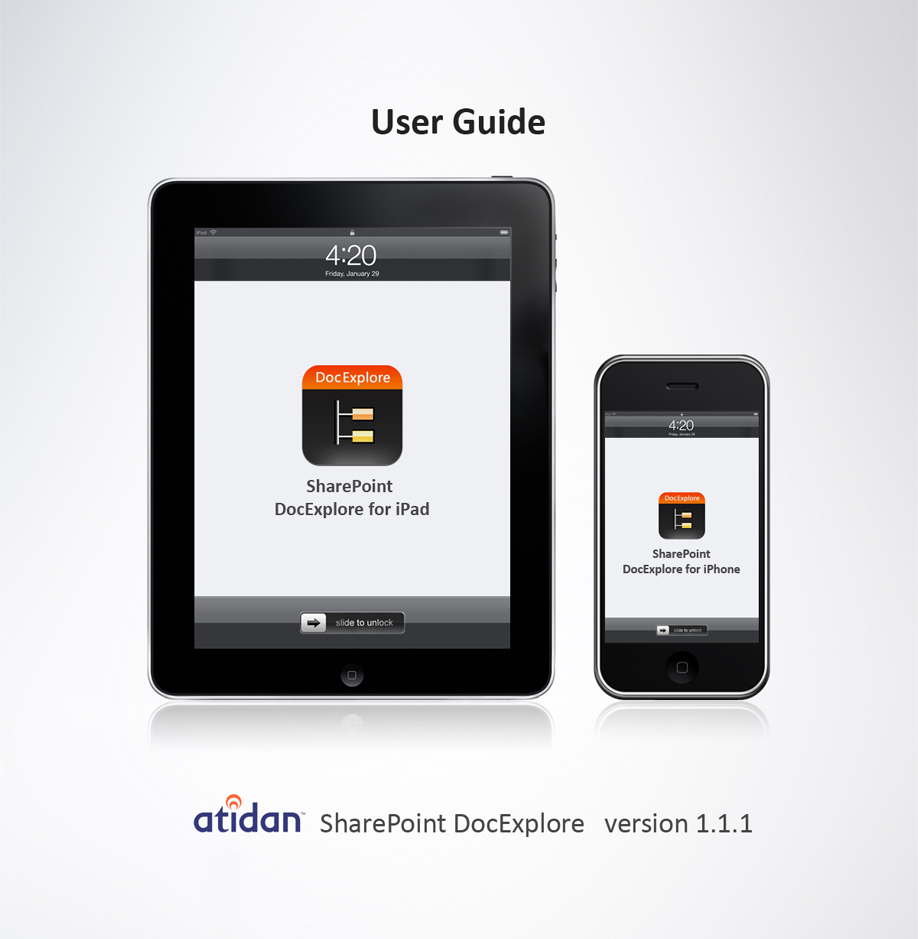 User Guide
iPad
4:20
Friday, January 29
DocExplore
SharePoint
DocExplore for iPad
slide to unlock
4:20
Friday, January 29
DocExplore
SharePoint
DocExplore for iPhone
slide to unlock
atidan™ SharePoint DocExplore version 1.1.1